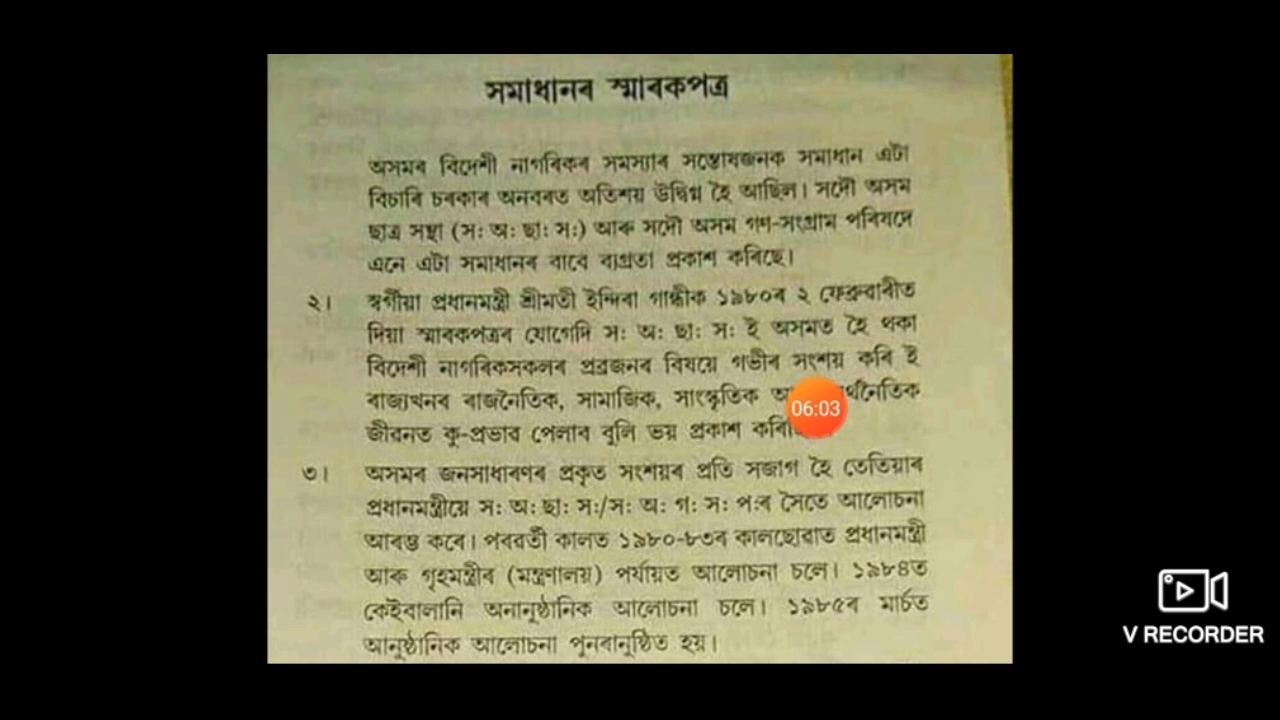 সমাধানৰ স্মাৰকপত্ৰ
অসমৰ বিদেশী নাগৰিকৰ সমস্যাৰ সন্তোষজনক সমাধান এটা
বিচাৰি চৰকাৰ অনবৰত অতিশয় উদ্বিগ্ন হৈ আছিল। সদৌ অসম
ছাত্ৰ সন্থা (স: অ: ছা: স:) আৰু সদৌ অসম গণ-সংগ্ৰাম পৰিষদে
এনে এটা সমাধানৰ বাবে ব্যগ্ৰতা প্ৰকাশ কৰিছে।
২। স্বৰ্গীয়া প্ৰধানমন্ত্ৰী শ্ৰীমতী ইন্দিৰা গান্ধীক ১৯৮০ৰ ২ ফেব্ৰুবাৰীত
দিয়া স্মাৰকপত্ৰৰ যোগেদি স: অ: ছা: স: ই অসমত হৈ থকা
বিদেশী নাগৰিকসকলৰ প্ৰব্ৰজনৰ বিষয়ে গভীৰ সংশয় কৰি ই
ৰাজ্যখনৰ ৰাজনৈতিক, সামাজিক, সাংস্কৃতিক
জীৱনত কু-প্ৰভাৱ পেলাব বুলি ভয় প্ৰকাশ
06:03
৩। অসমৰ জনসাধাৰণৰ প্ৰকৃত সংশয়ৰ প্ৰতি সজাগ হৈ তেতিয়াৰ
প্ৰধানমন্ত্ৰীয়ে স: অ: ছা: স:/স: অ: গ: স: প:ৰ সৈতে আলোচনা
আৰম্ভ কৰে। পৰৱৰ্তী কালত ১৯৮০-৮৩ৰ কালছোৱাত প্ৰধানমন্ত্ৰী
আৰু গৃহমন্ত্ৰীৰ (মন্ত্ৰণালয়) পৰ্যায়ত আলোচনা চলে। ১৯৮৪ত
কেইবালানি অনানুষ্ঠানিক আলোচনা চলে। ১৯৮৫ৰ মাৰ্চত
আনুষ্ঠানিক আলোচনা পুনৰানুষ্ঠিত হয়।
V RECORDER